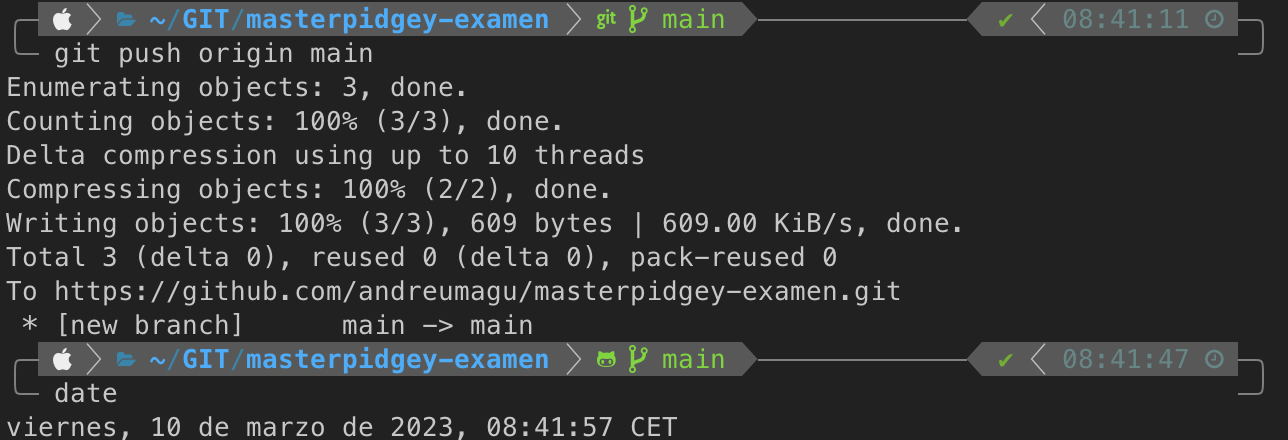 ~/GIT/masterpidgey-examen git main ✔ 08:41:11
git push origin main
Enumerating objects: 3, done.
Counting objects: 100% (3/3), done.
Delta compression using up to 10 threads
Compressing objects: 100% (2/2), done.
Writing objects: 100% (3/3), 609 bytes | 609.00 KiB/s, done.
Total 3 (delta 0), reused 0 (delta 0), pack-reused 0
To https://github.com/andreumagu/masterpidgey-examen.git
 * [new branch]      main -> main
~/GIT/masterpidgey-examen main ✔ 08:41:47
date
viernes, 10 de marzo de 2023, 08:41:57 CET